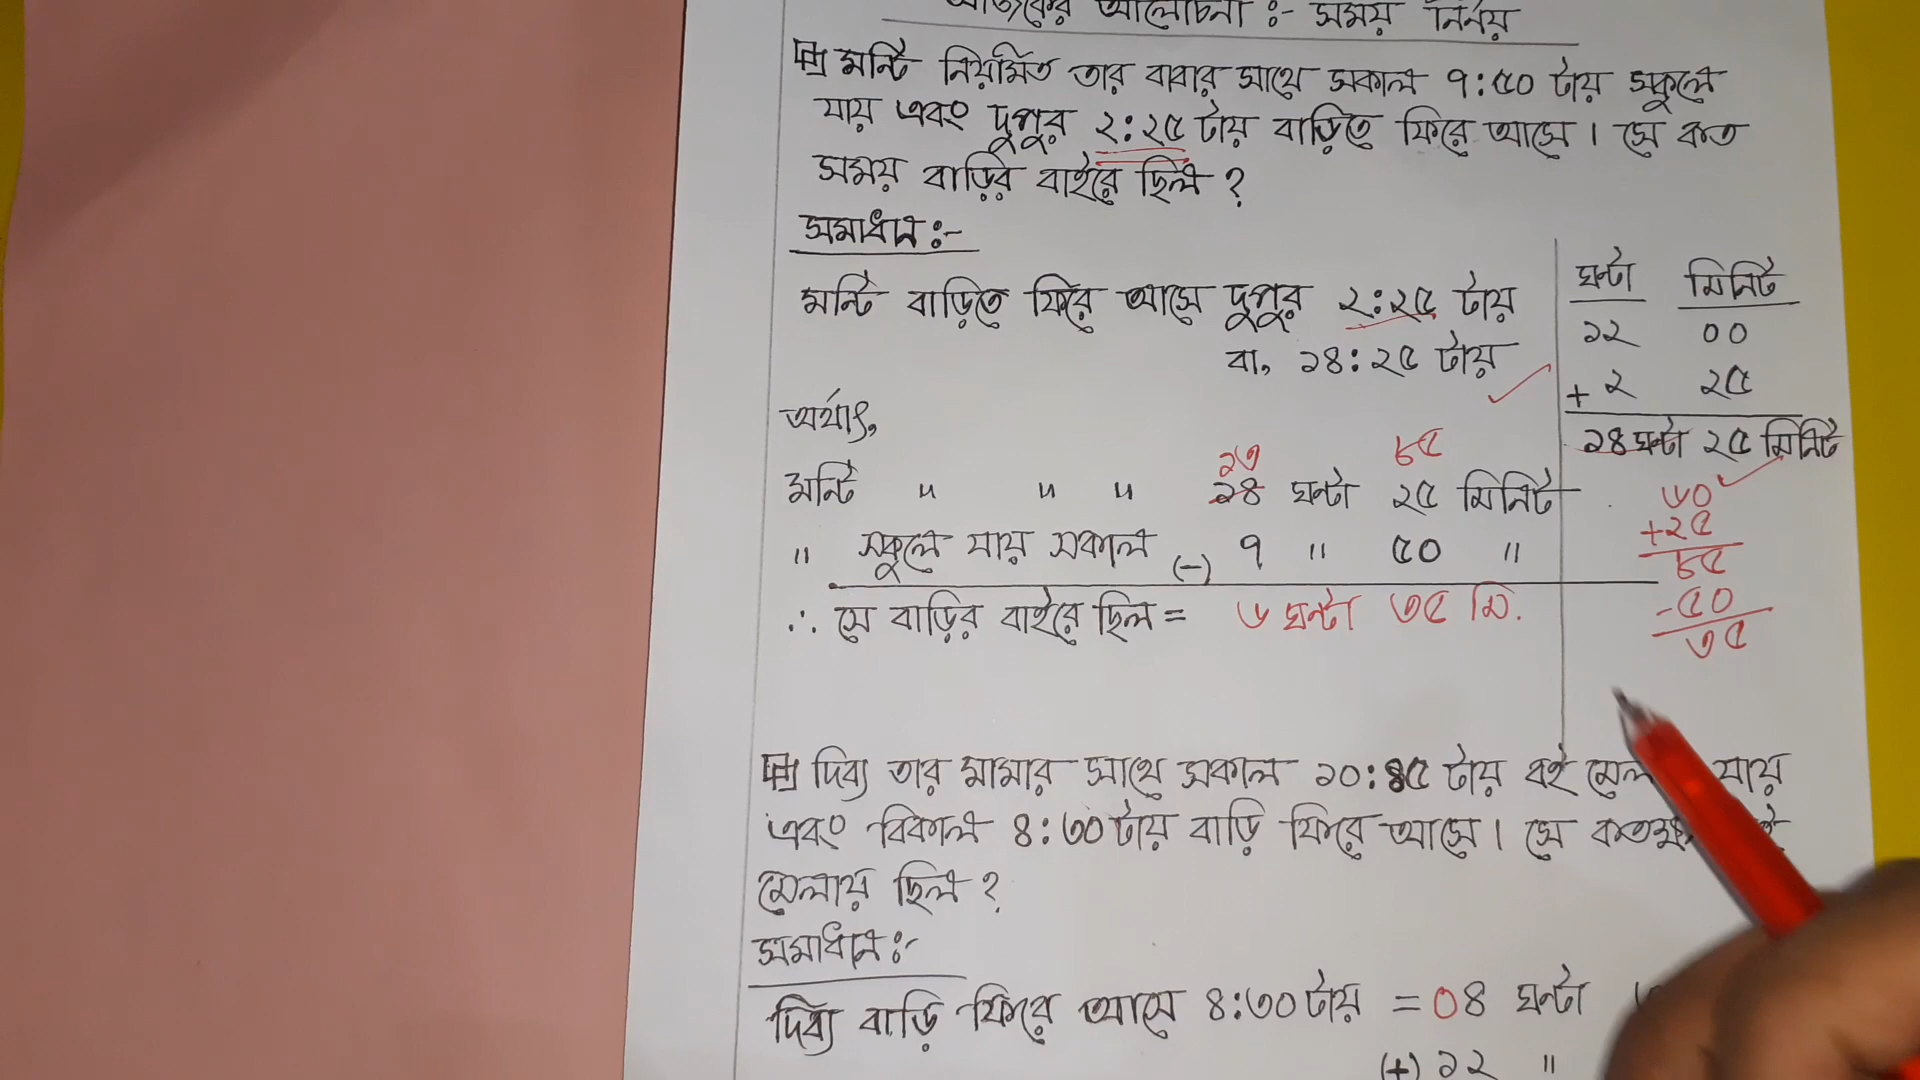 আজকের আলোচনা :- সময় নির্নয়
মন্টি নিয়মিত তার বাবার সাথে সকাল ৭:৫০ টায় স্কুলে
যায় এবং দুপুর ২:২৫ টায় বাড়িতে ফিরে আসে। সে কত
সময় বাড়ির বাইরে ছিল ?
সমাধান :-
মন্টি বাড়িতে ফিরে আসে দুপুর ২:২৫ টায়
বা, ১৪:২৫ টায়
অর্থাৎ,
১৩ ৮৫
মন্টি " " " ১৪ ঘন্টা ২৫ মিনিট
" স্কুলে যায় সকাল (-) ৭ " ৫০ "
∴ সে বাড়ির বাইরে ছিল = ৬ ঘন্টা ৩৫ মি.
ঘন্টা মিনিট
১২ ০০
+ ২ ২৫
১৪ ঘন্টা ২৫ মিনিট
৬০
+২৫
৮৫
-৫০
৩৫
দিব্য তার মামার সাথে সকাল ১০:৪৫ টায় বই যায়
এবং বিকাল ৪:৩০ টায় বাড়ি ফিরে আসে। সে
মেলায় ছিল ?
সমাধান :-
দিব্য বাড়ি ফিরে আসে ৪:৩০ টায় = ০৪ ঘন্টা
(+) ১২ "